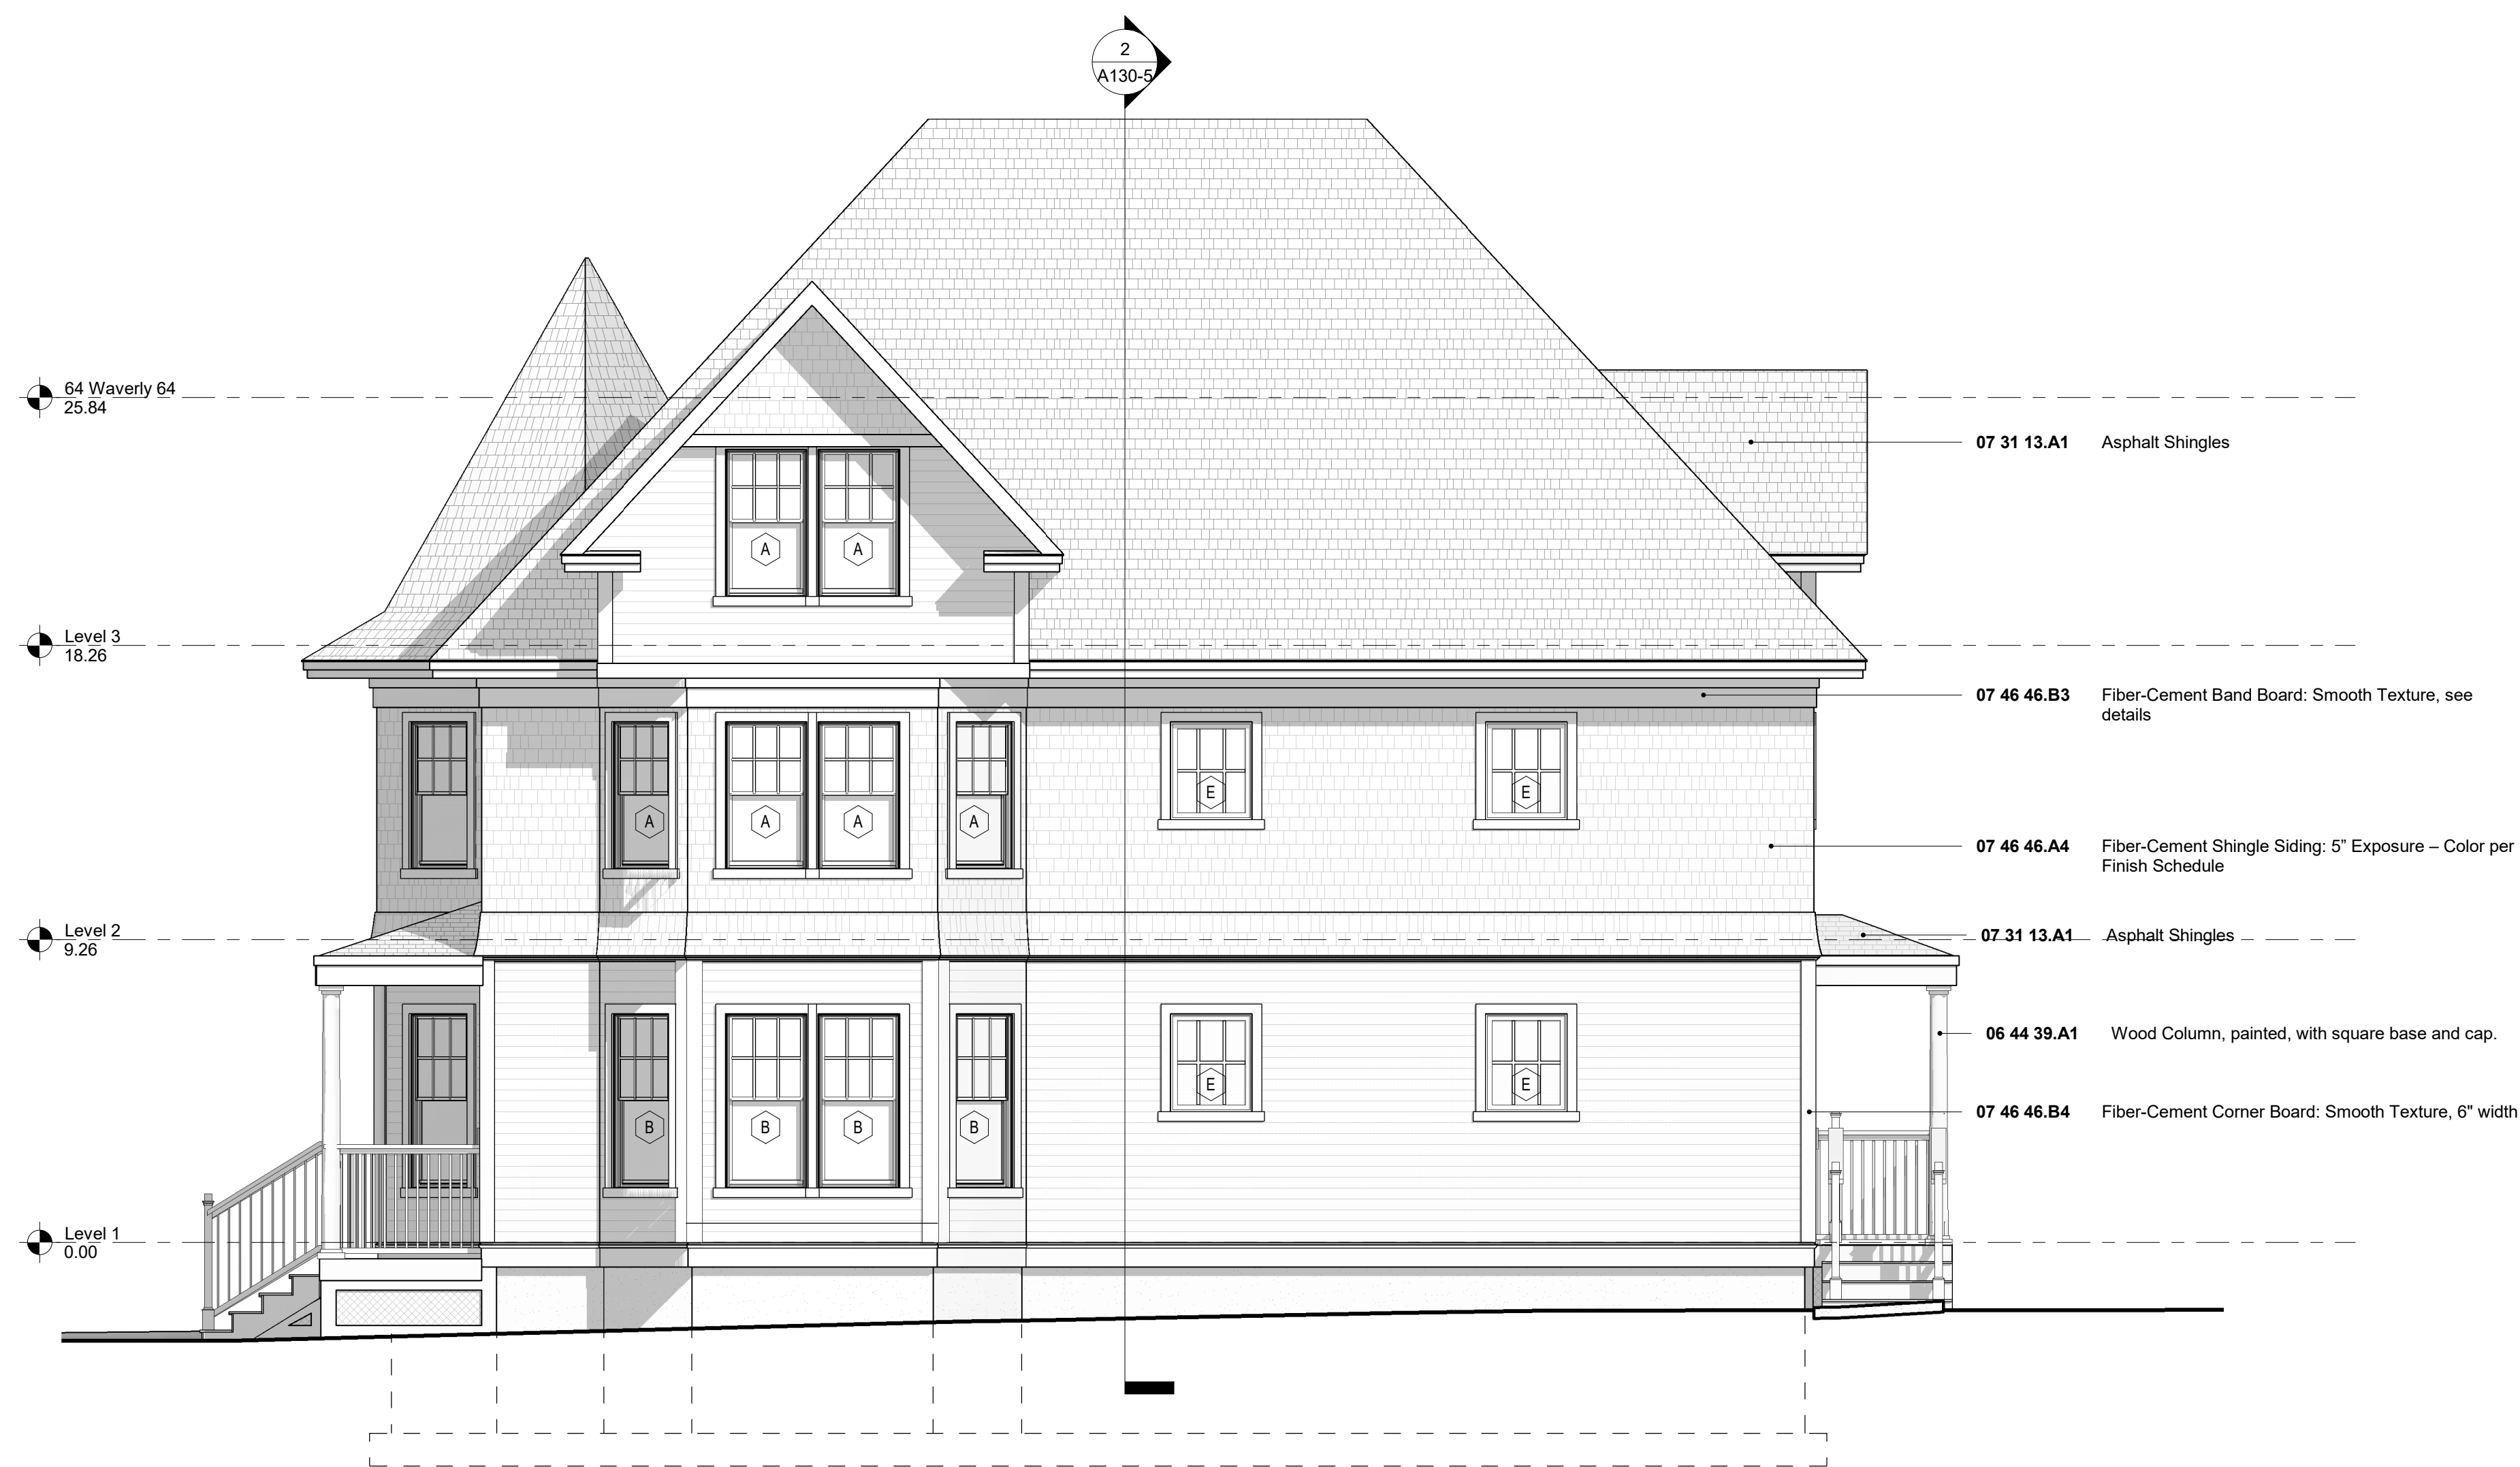 2
A130-5
64 Waverly 64
25.84
07 31 13.A1 Asphalt Shingles
A A
Level 3
18.26
07 46 46.B3 Fiber-Cement Band Board: Smooth Texture, see
details
E E
A A A A
07 46 46.A4 Fiber-Cement Shingle Siding: 5” Exposure – Color per
Finish Schedule
Level 2
9.26
07 31 13.A1 Asphalt Shingles
06 44 39.A1 Wood Column, painted, with square base and cap.
E E
07 46 46.B4 Fiber-Cement Corner Board: Smooth Texture, 6" width
B B B B
Level 1
0.00